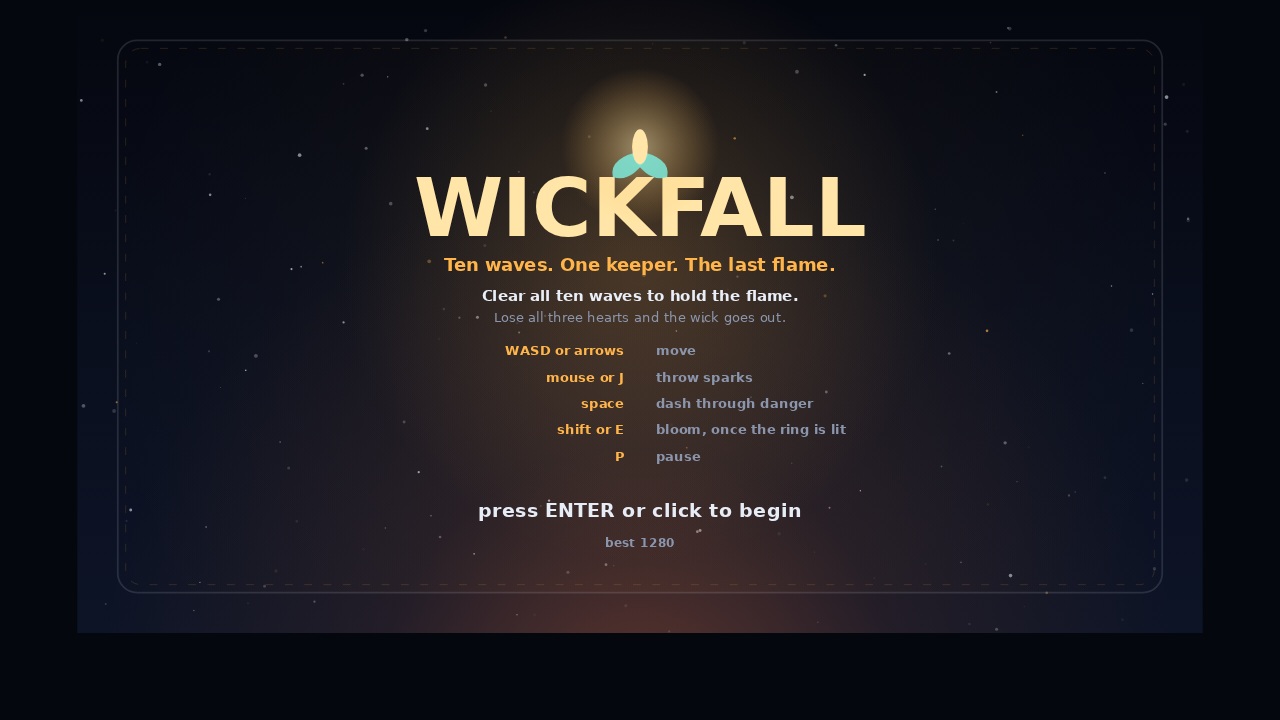 WICKFALL
Ten waves. One keeper. The last flame.
Clear all ten waves to hold the flame.
Lose all three hearts and the wick goes out.
WASD or arrows move
mouse or J throw sparks
space dash through danger
shift or E bloom, once the ring is lit
P pause
press ENTER or click to begin
best 1280